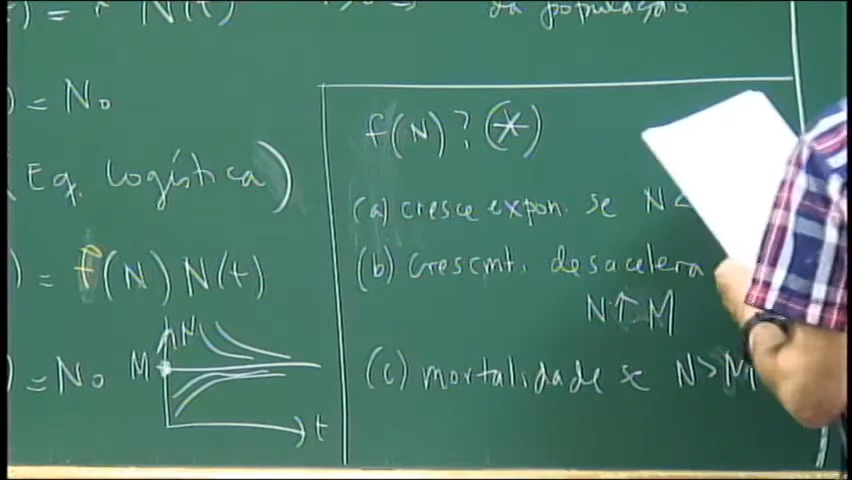 ) = r N(t)
da população
) = N₀
(Eq. Logística)
) = f(N) N(t)
) = N₀
M
N
t
f(N)? (*)
(a) cresce expon. se N <
(b) crescmt. desacelera
N ↑ M
(c) mortalidade se N > M